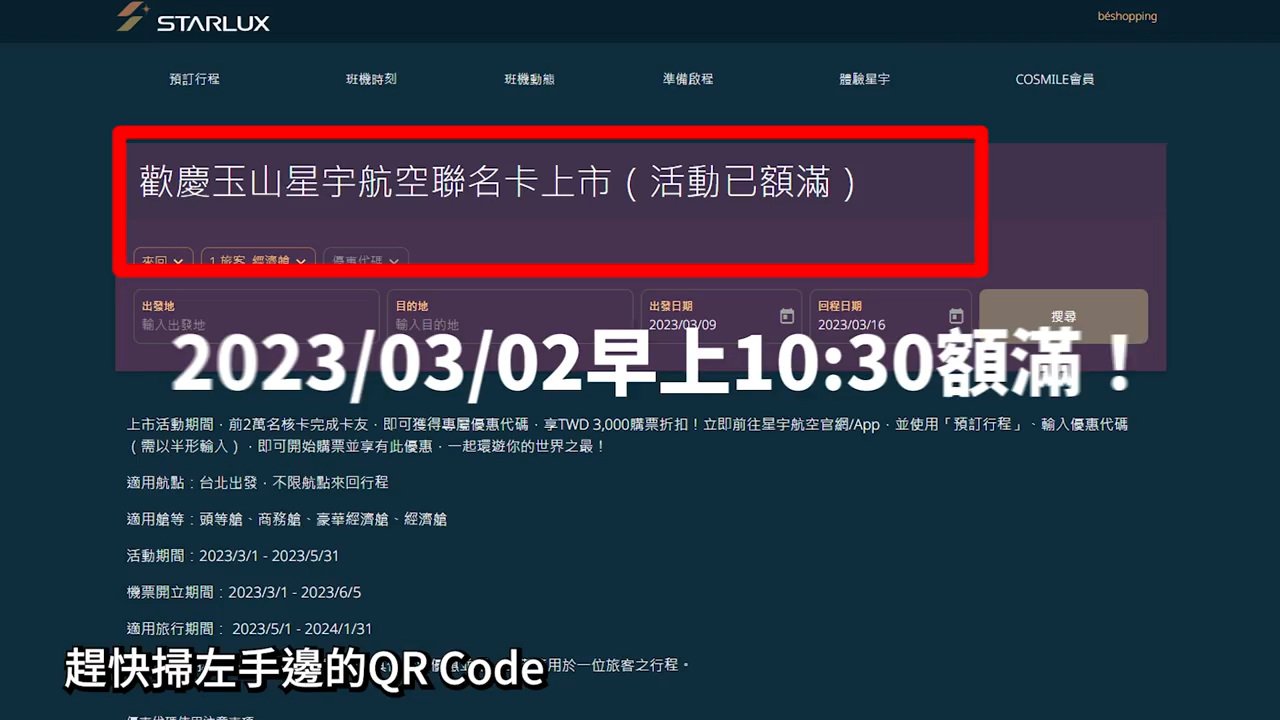 STARLUX
béshopping
預訂行程 班機時刻 班機動態 準備啟程 體驗星宇 COSMILE會員
歡慶玉山星宇航空聯名卡上市（活動已額滿）
來回 1 旅客, 經濟艙 優惠代碼
出發地 目的地 出發日期 回程日期
輸入出發地 輸入目的地 2023/03/09 2023/03/16 搜尋
2023/03/02早上10:30額滿！
上市活動期間，前2萬名核卡完成卡友，即可獲得專屬優惠代碼，享TWD 3,000購票折扣！立即前往星宇航空官網/App，並使用「預訂行程」、輸入優惠代碼
（需以半形輸入），即可開始購票並享有此優惠，一起環遊你的世界之最！
適用航點：台北出發，不限航點來回行程
適用艙等：頭等艙、商務艙、豪華經濟艙、經濟艙
活動期間：2023/3/1 - 2023/5/31
機票開立期間：2023/3/1 - 2023/6/5
適用旅行期間： 2023/5/1 - 2024/1/31
用於一位旅客之行程。
趕快掃左手邊的QR Code